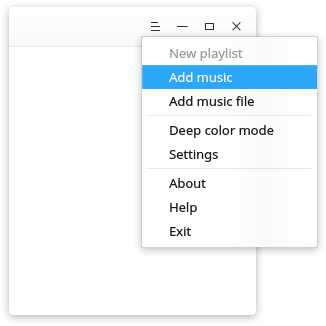 New playlist
Add music
Add music file
Deep color mode
Settings
About
Help
Exit